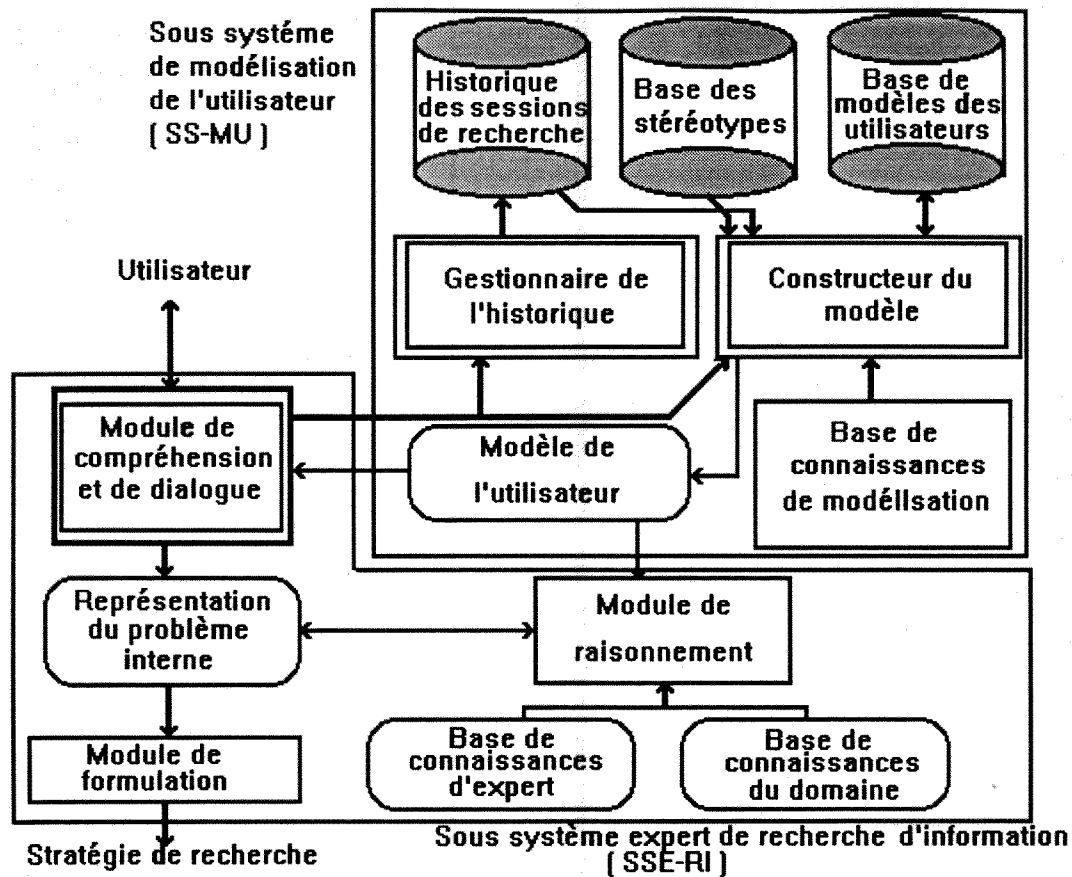 Sous systéme
de modélisation
de l'utilisateur
( SS-MU )
Historique
des sessions
de recherche
Base des
stéréotypes
Base de
modèles des
utilisateurs
Utilisateur
Gestionnaire de
l'historique
Constructeur du
modèle
Module de
compréhension
et de dialogue
Modèle de
l'utilisateur
Base de
connaissances
de modélisation
Représentation
du problème
interne
Module de
raisonnement
Module de
formulation
Base de
connaissances
d'expert
Base de
connaissances
du domaine
Stratégie de recherche
Sous système expert de recherche d'information
( SSE-RI )